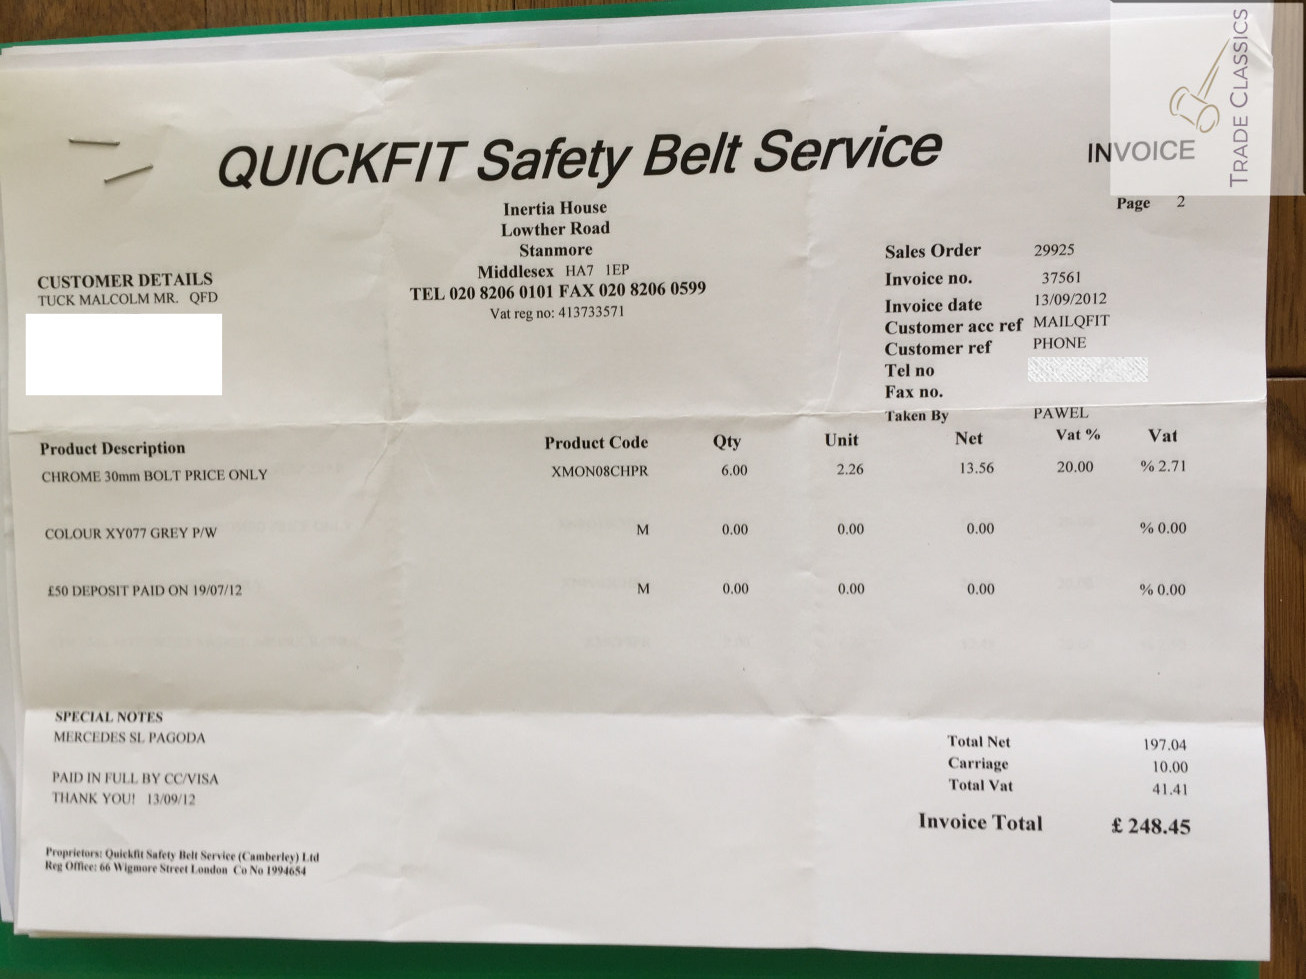 TRADE CLASSICS
QUICKFIT Safety Belt Service
INVOICE
Page 2
Inertia House
Lowther Road
Stanmore
Middlesex HA7 1EP
TEL 020 8206 0101 FAX 020 8206 0599
Vat reg no: 413733571
CUSTOMER DETAILS
TUCK MALCOLM MR. QFD
Sales Order 29925
Invoice no. 37561
Invoice date 13/09/2012
Customer acc ref MAILQFIT
Customer ref PHONE
Tel no
Fax no.
Taken By PAWEL
Product Description Product Code Qty Unit Net Vat % Vat
CHROME 30mm BOLT PRICE ONLY XMON08CHPR 6.00 2.26 13.56 20.00 % 2.71
COLOUR XY077 GREY P/W M 0.00 0.00 0.00 % 0.00
£50 DEPOSIT PAID ON 19/07/12 M 0.00 0.00 0.00 % 0.00
SPECIAL NOTES
MERCEDES SL PAGODA
PAID IN FULL BY CC/VISA
THANK YOU! 13/09/12
Total Net 197.04
Carriage 10.00
Total Vat 41.41
Invoice Total £ 248.45
Proprietors: Quickfit Safety Belt Service (Camberley) Ltd
Reg Office: 66 Wigmore Street London Co No 1994654